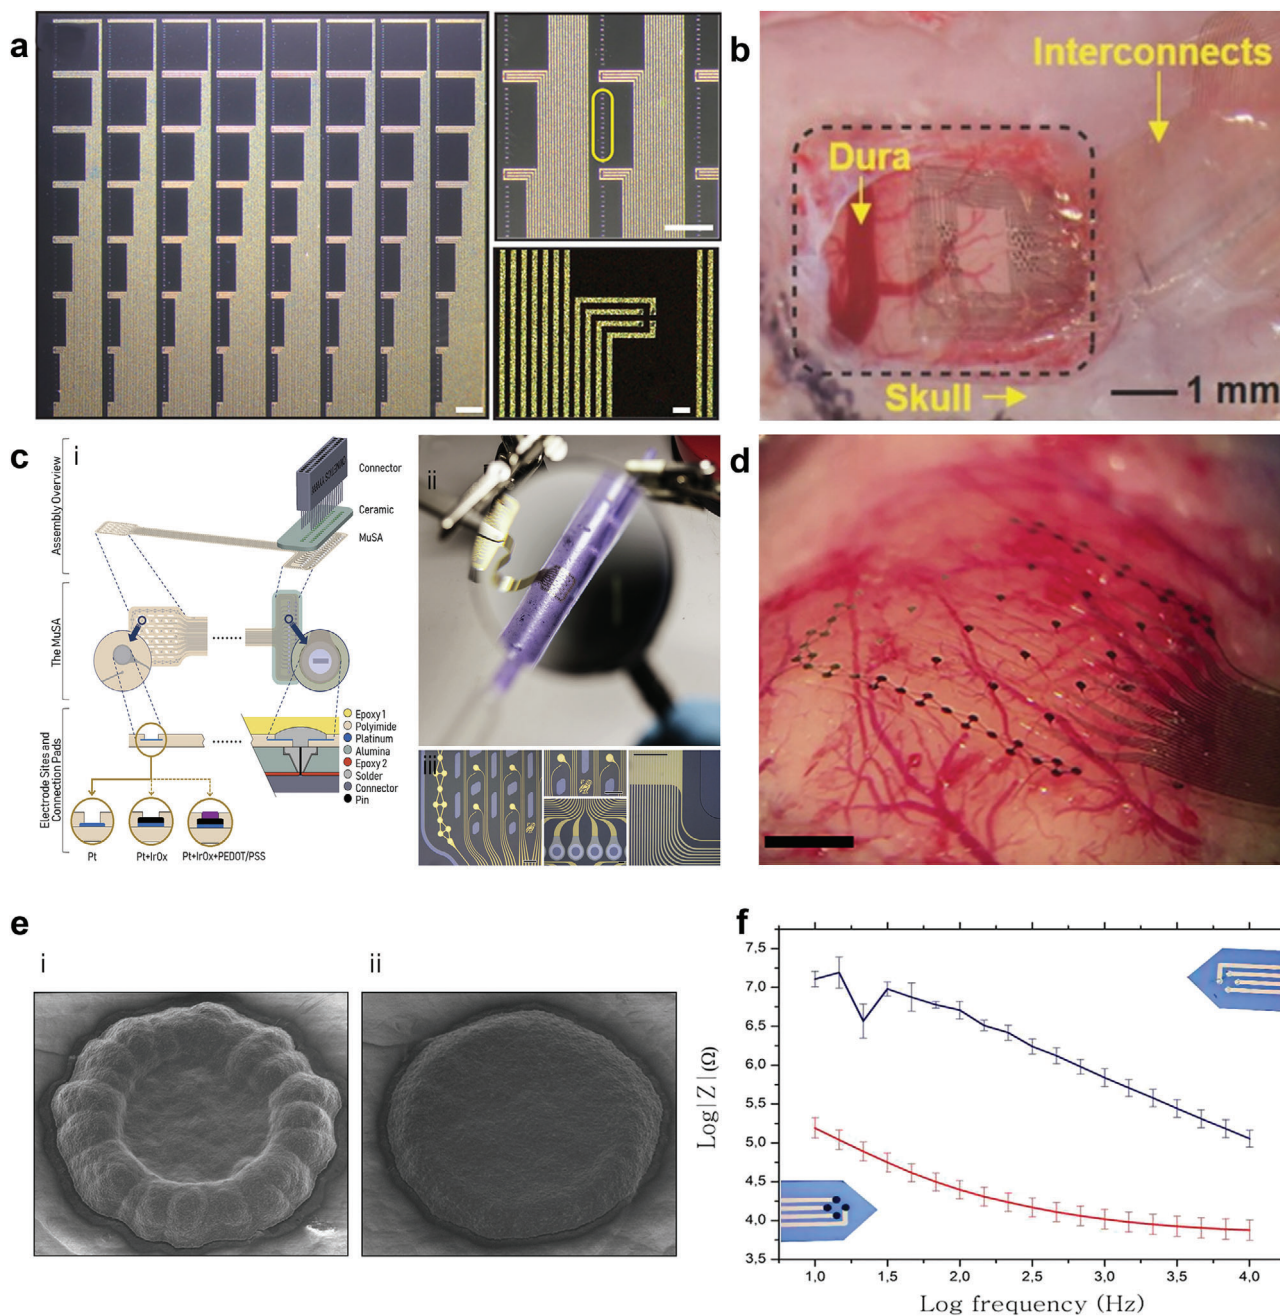 a
b
Interconnects
Dura
Skull
1 mm
c
i
Assembly Overview
Connector
Ceramic
MuSA
The MuSA
Electrode Sites and
Connection Pads
Epoxy 1
Polyimide
Platinum
Alumina
Epoxy 2
Solder
Connector
Pin
Pt
Pt+IrOx
Pt+IrOx+PEDOT/PSS
ii
iii
d
e
i
ii
f
Log|Z|(Ω)
7,5
7,0
6,5
6,0
5,5
5,0
4,5
4,0
3,5
1,0
1,5
2,0
2,5
3,0
3,5
4,0
Log frequency (Hz)